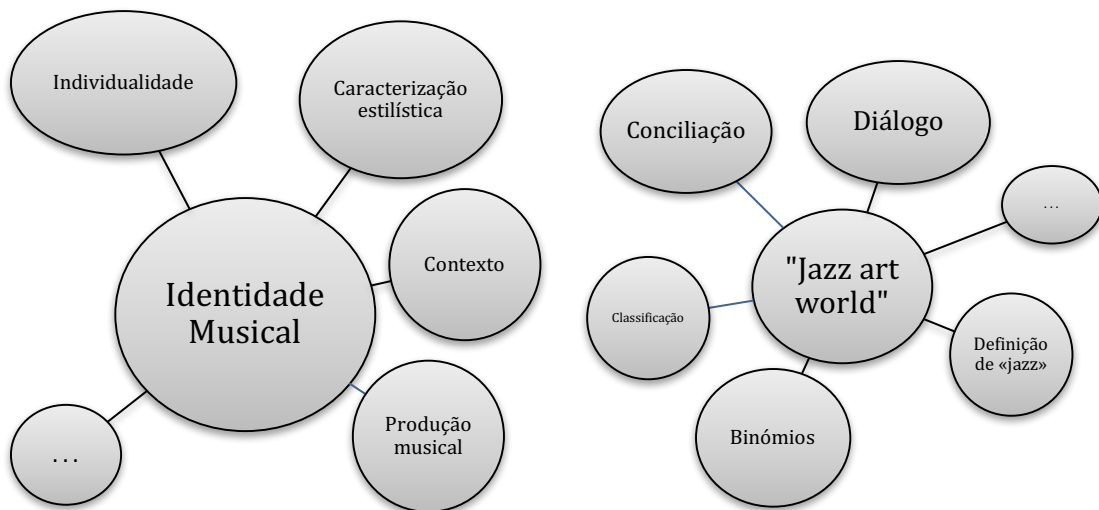 Individualidade
Caracterização
estilística
Contexto
Identidade
Musical
Produção
musical
...
Conciliação
Diálogo
...
"Jazz art
world"
Classificação
Definição
de «jazz»
Binómios